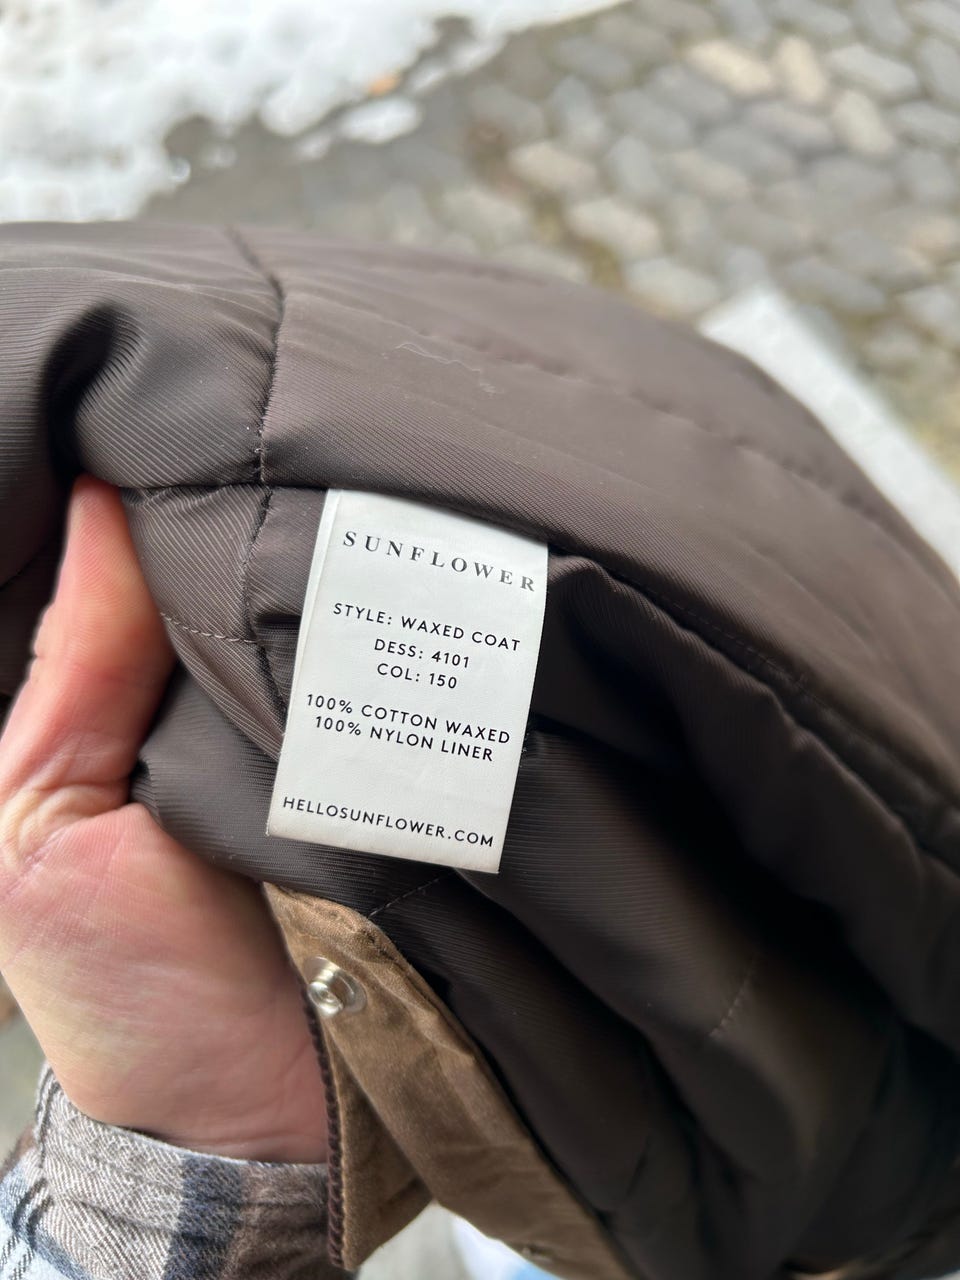 SUNFLOWER
STYLE: WAXED COAT
DESS: 4101
COL: 150
100% COTTON WAXED
100% NYLON LINER
HELLOSUNFLOWER.COM